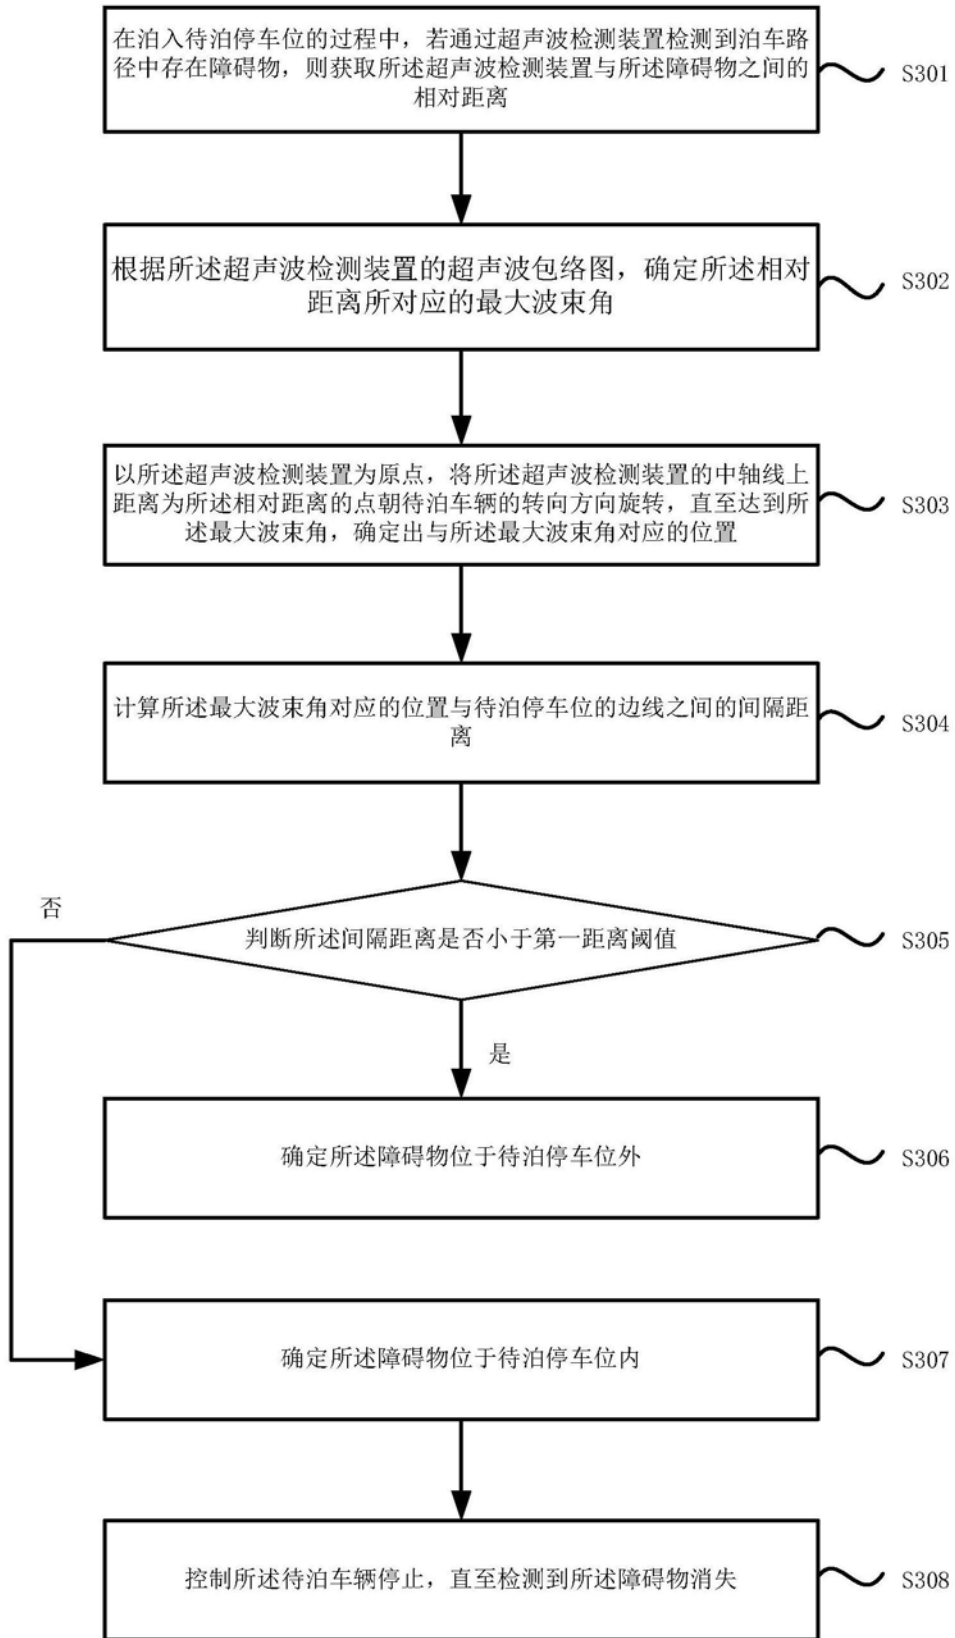 在泊入待泊停车位的过程中，若通过超声波检测装置检测到泊车路
径中存在障碍物，则获取所述超声波检测装置与所述障碍物之间的
相对距离
S301
根据所述超声波检测装置的超声波包络图，确定所述相对
距离所对应的最大波束角
S302
以所述超声波检测装置为原点，将所述超声波检测装置的中轴线上
距离为所述相对距离的点朝待泊车辆的转向方向旋转，直至达到所
述最大波束角，确定出与所述最大波束角对应的位置
S303
计算所述最大波束角对应的位置与待泊停车位的边线之间的间隔距
离
S304
否
判断所述间隔距离是否小于第一距离阈值
S305
是
确定所述障碍物位于待泊停车位外
S306
确定所述障碍物位于待泊停车位内
S307
控制所述待泊车辆停止，直至检测到所述障碍物消失
S308